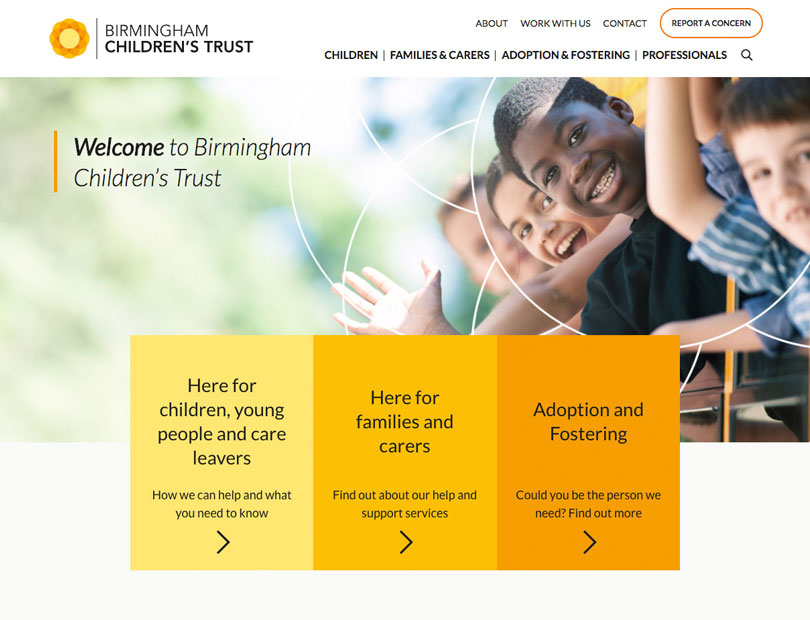 BIRMINGHAM
CHILDREN'S TRUST
ABOUT WORK WITH US CONTACT REPORT A CONCERN
CHILDREN | FAMILIES & CARERS | ADOPTION & FOSTERING | PROFESSIONALS
Welcome to Birmingham
Children's Trust
Here for
children, young
people and care
leavers
How we can help and what
you need to know
Here for
families and
carers
Find out about our help and
support services
Adoption and
Fostering
Could you be the person we
need? Find out more